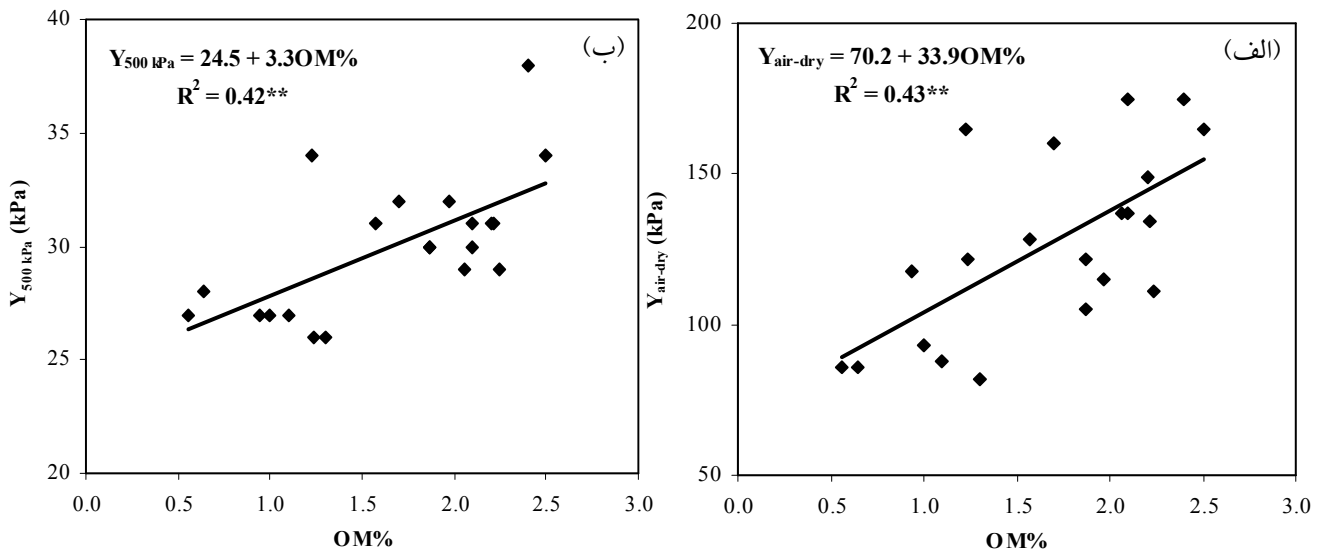 40
35
30
25
20
Y500 kPa (kPa)
Y500 kPa = 24.5 + 3.3OM%
R2 = 0.42**
(ب)
0.0 0.5 1.0 1.5 2.0 2.5 3.0
OM%
200
150
100
50
Yair-dry (kPa)
Yair-dry = 70.2 + 33.9OM%
R2 = 0.43**
(الف)
0.0 0.5 1.0 1.5 2.0 2.5 3.0
OM%